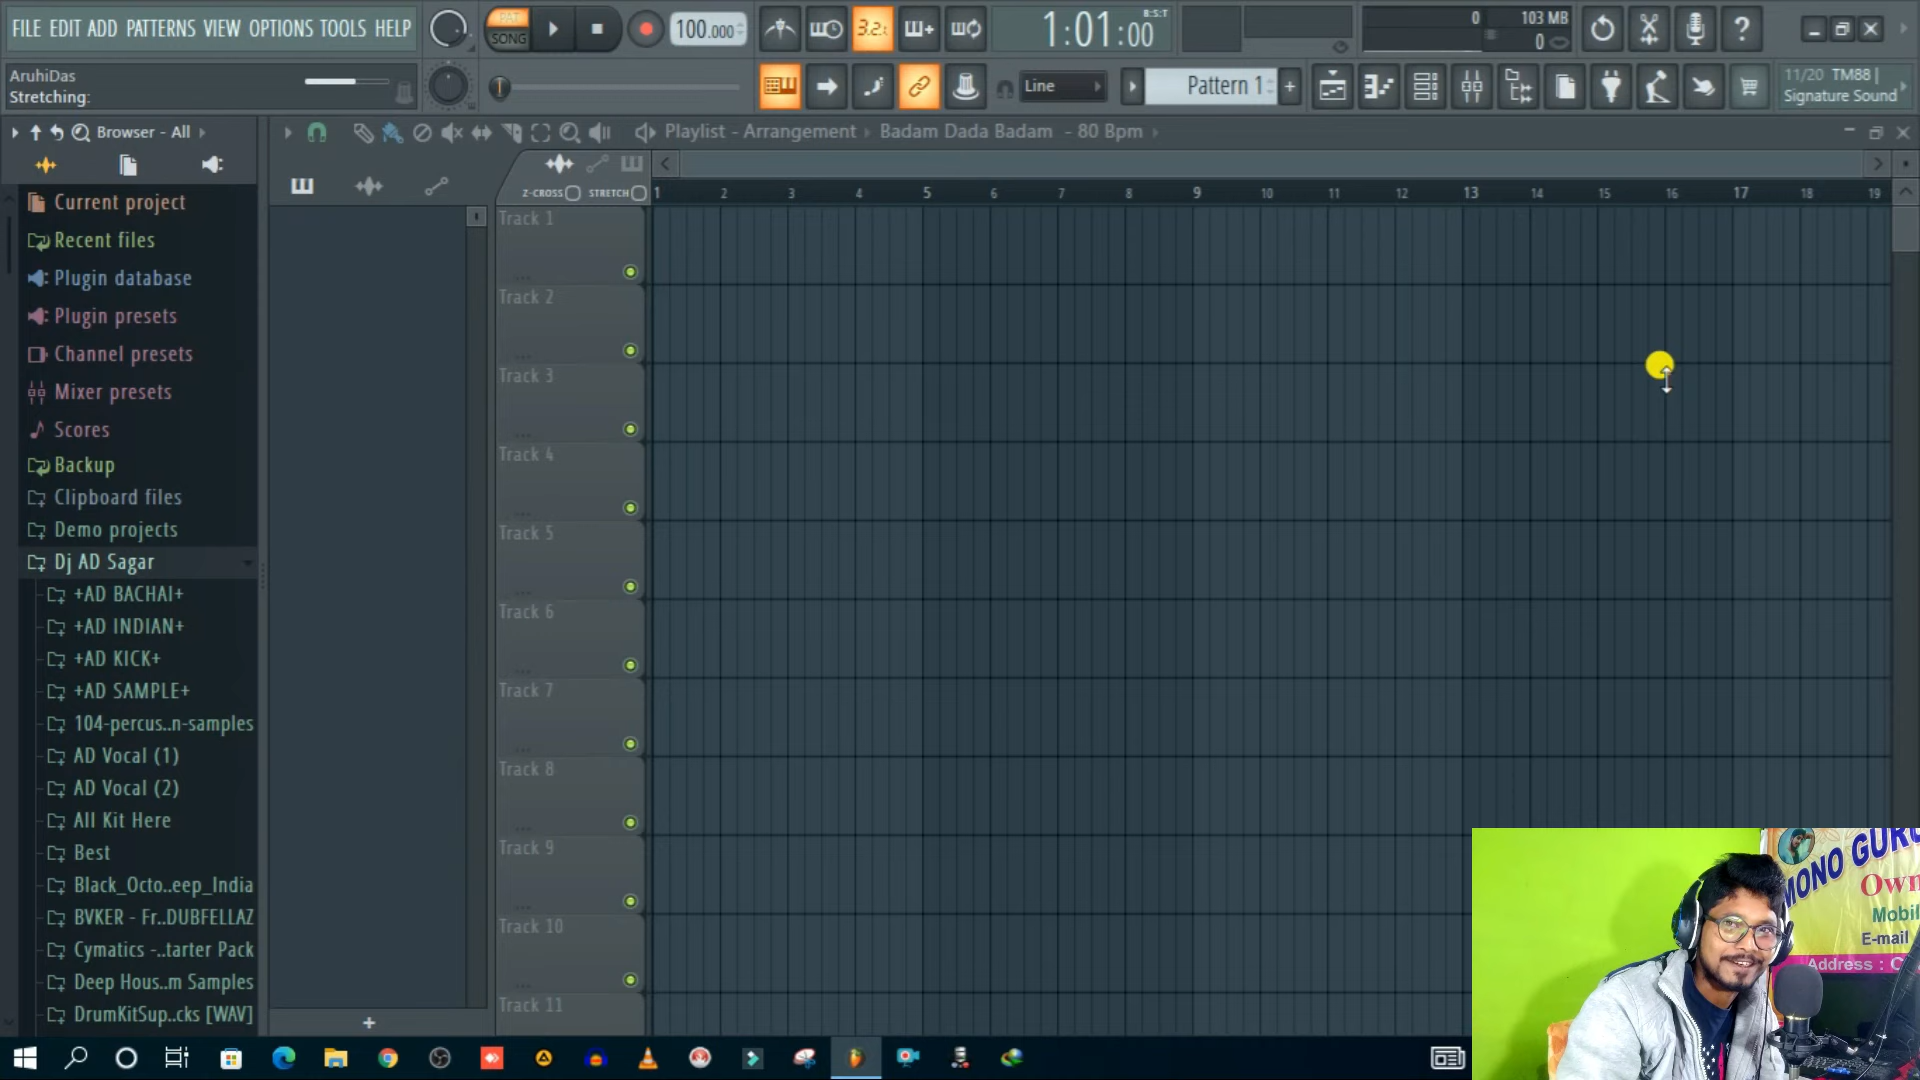 FILE EDIT ADD PATTERNS VIEW OPTIONS TOOLS HELP
PAT
SONG
100.000
3.2.
1:01:00
B:S:T
0
103 MB
0
AruhiDas
Stretching:
Line
Pattern 1
11/20 TM88 |
Signature Sound
Browser - All
Playlist - Arrangement
Badam Dada Badam - 80 Bpm
Z-CROSS
STRETCH
1 2 3 4 5 6 7 8 9 10 11 12 13 14 15 16 17 18 19
Current project
Recent files
Plugin database
Plugin presets
Channel presets
Mixer presets
Scores
Backup
Clipboard files
Demo projects
Dj AD Sagar
+AD BACHAI+
+AD INDIAN+
+AD KICK+
+AD SAMPLE+
104-percus..n-samples
AD Vocal (1)
AD Vocal (2)
All Kit Here
Best
Black_Octo..eep_India
BVKER - Fr..DUBFELLAZ
Cymatics -..tarter Pack
Deep Hous..m Samples
DrumKitSup..cks [WAV]
Track 1
Track 2
Track 3
Track 4
Track 5
Track 6
Track 7
Track 8
Track 9
Track 10
Track 11
MONO GURU
Own
Mobil
E-mail
Address : C